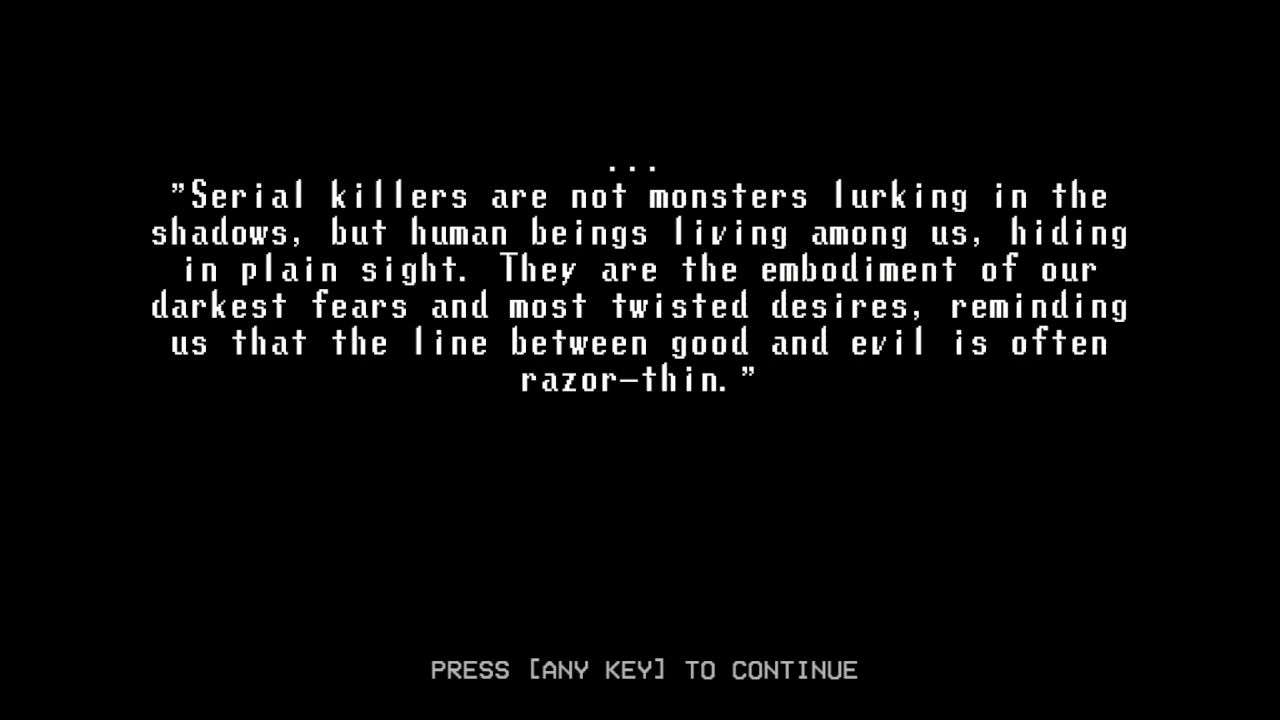 ...
"Serial killers are not monsters lurking in the
shadows, but human beings living among us, hiding
in plain sight. They are the embodiment of our
darkest fears and most twisted desires, reminding
us that the line between good and evil is often
razor-thin."
PRESS [ANY KEY] TO CONTINUE